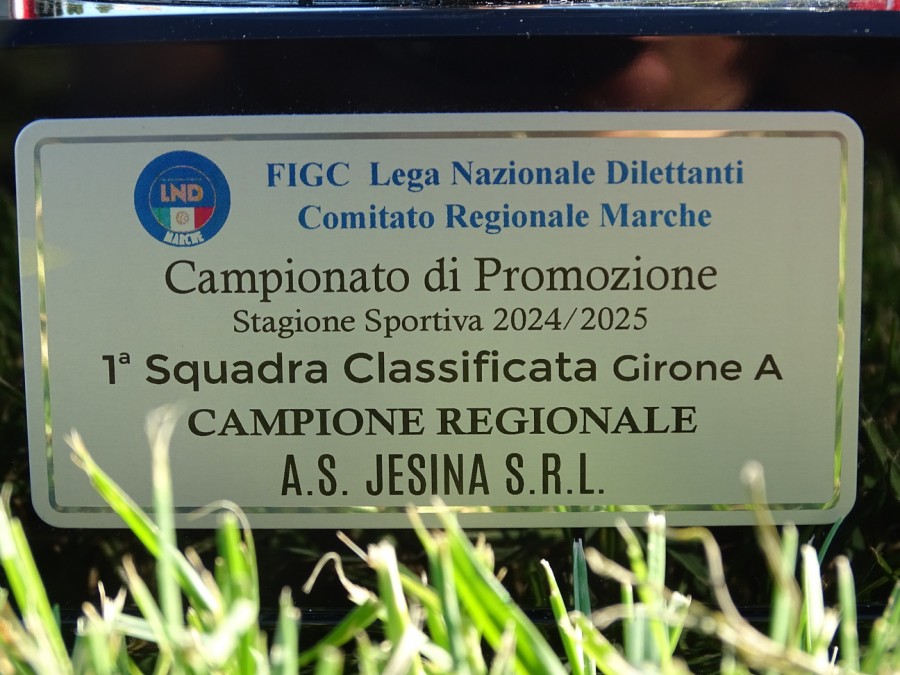 LND
MARCHE
FIGC Lega Nazionale Dilettanti
Comitato Regionale Marche
Campionato di Promozione
Stagione Sportiva 2024/2025
1ª Squadra Classificata Girone A
CAMPIONE REGIONALE
A.S. JESINA S.R.L.